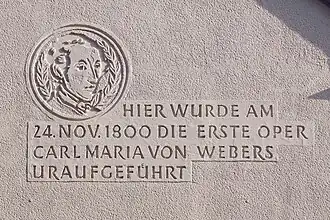 HIER WURDE AM
24.NOV.1800 DIE ERSTE OPER
CARL MARIA VON WEBERS
URAUFGEFÜHRT